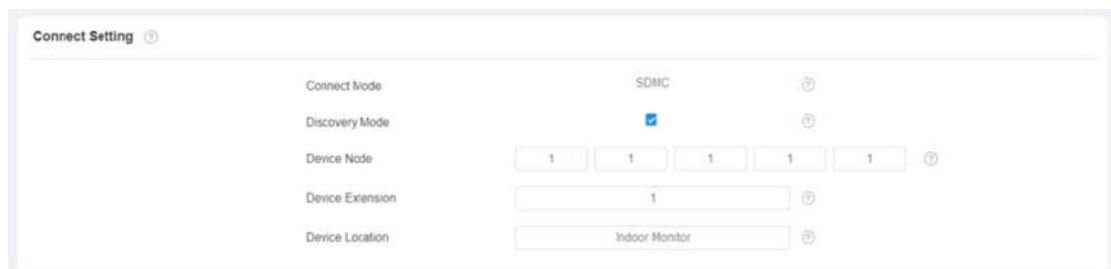 Connect Setting ?
Connect Mode SDMC ?
Discovery Mode ?
Device Node 1 1 1 1 1 ?
Device Extension 1 ?
Device Location Indoor Monitor ?